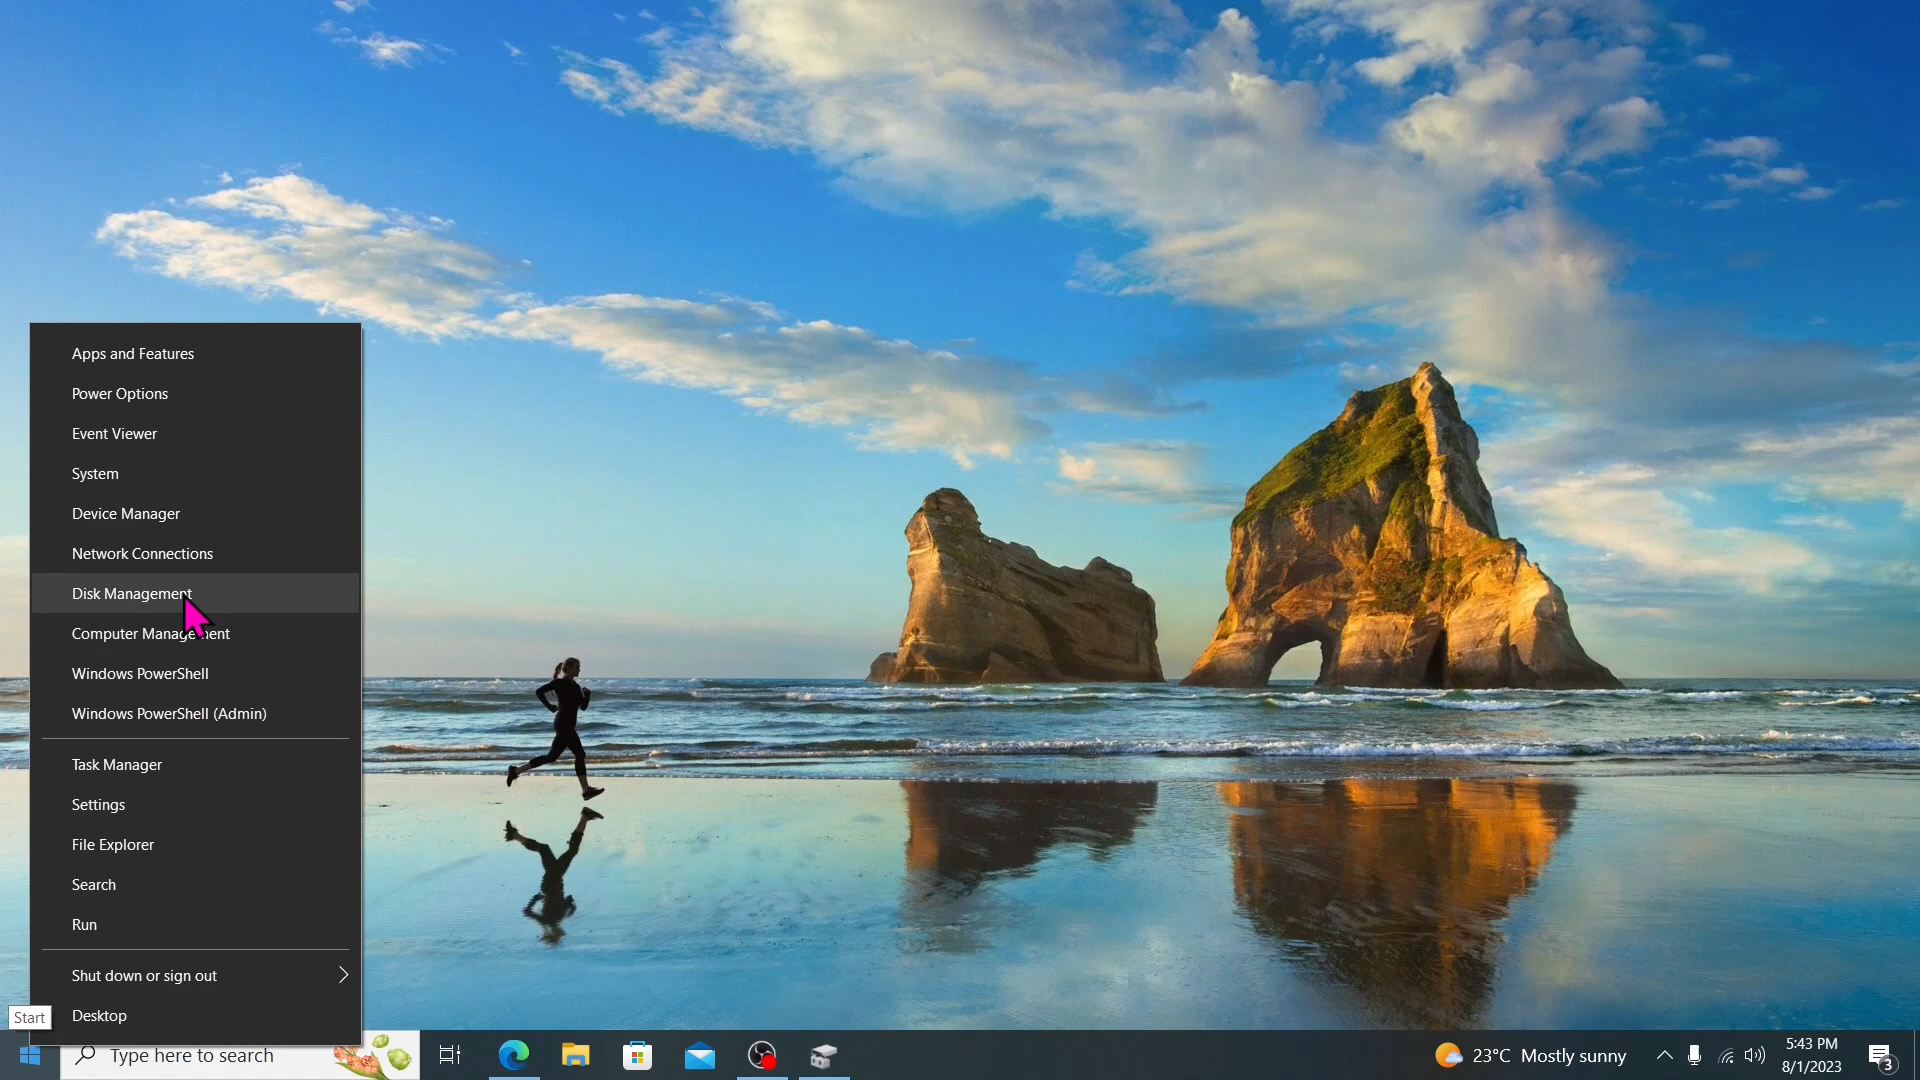 Apps and Features
Power Options
Event Viewer
System
Device Manager
Network Connections
Disk Management
Computer Management
Windows PowerShell
Windows PowerShell (Admin)
Task Manager
Settings
File Explorer
Search
Run
Shut down or sign out
Desktop
Start
Type here to search
23°C Mostly sunny
5:43 PM
8/1/2023
3